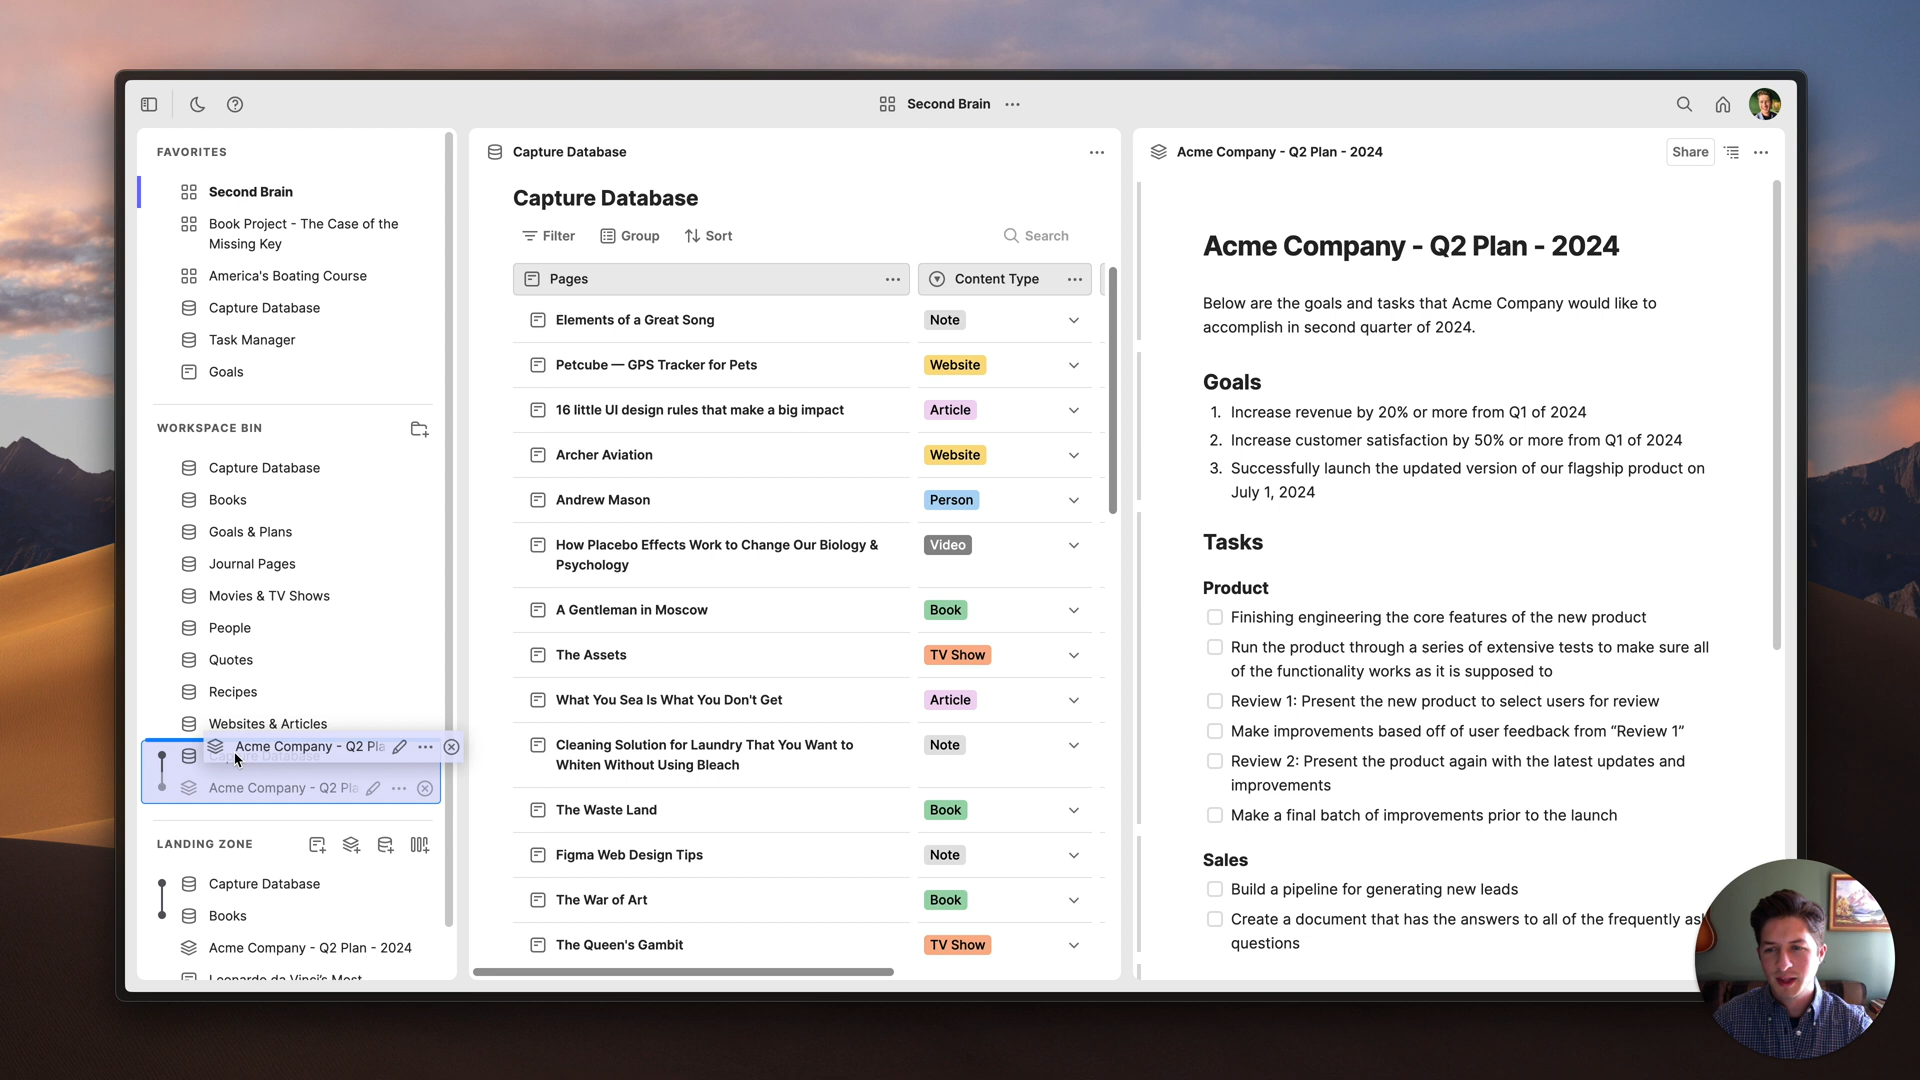 Second Brain
FAVORITES
Second Brain
Book Project - The Case of the
Missing Key
America's Boating Course
Capture Database
Task Manager
Goals
WORKSPACE BIN
Capture Database
Books
Goals & Plans
Journal Pages
Movies & TV Shows
People
Quotes
Recipes
Websites & Articles
Acme Company - Q2 Pla
Capture Database
Acme Company - Q2 Pla
LANDING ZONE
Capture Database
Books
Acme Company - Q2 Plan - 2024
Leonardo da Vinci's Most
Capture Database
Capture Database
Filter
Group
Sort
Search
Pages
Content Type
Elements of a Great Song
Note
Petcube — GPS Tracker for Pets
Website
16 little UI design rules that make a big impact
Article
Archer Aviation
Website
Andrew Mason
Person
How Placebo Effects Work to Change Our Biology &
Psychology
Video
A Gentleman in Moscow
Book
The Assets
TV Show
What You Sea Is What You Don't Get
Article
Cleaning Solution for Laundry That You Want to
Whiten Without Using Bleach
Note
The Waste Land
Book
Figma Web Design Tips
Note
The War of Art
Book
The Queen's Gambit
TV Show
Acme Company - Q2 Plan - 2024
Share
Acme Company - Q2 Plan - 2024
Below are the goals and tasks that Acme Company would like to
accomplish in second quarter of 2024.
Goals
1. Increase revenue by 20% or more from Q1 of 2024
2. Increase customer satisfaction by 50% or more from Q1 of 2024
3. Successfully launch the updated version of our flagship product on
July 1, 2024
Tasks
Product
Finishing engineering the core features of the new product
Run the product through a series of extensive tests to make sure all
of the functionality works as it is supposed to
Review 1: Present the new product to select users for review
Make improvements based off of user feedback from “Review 1”
Review 2: Present the product again with the latest updates and
improvements
Make a final batch of improvements prior to the launch
Sales
Build a pipeline for generating new leads
Create a document that has the answers to all of the frequently as
questions